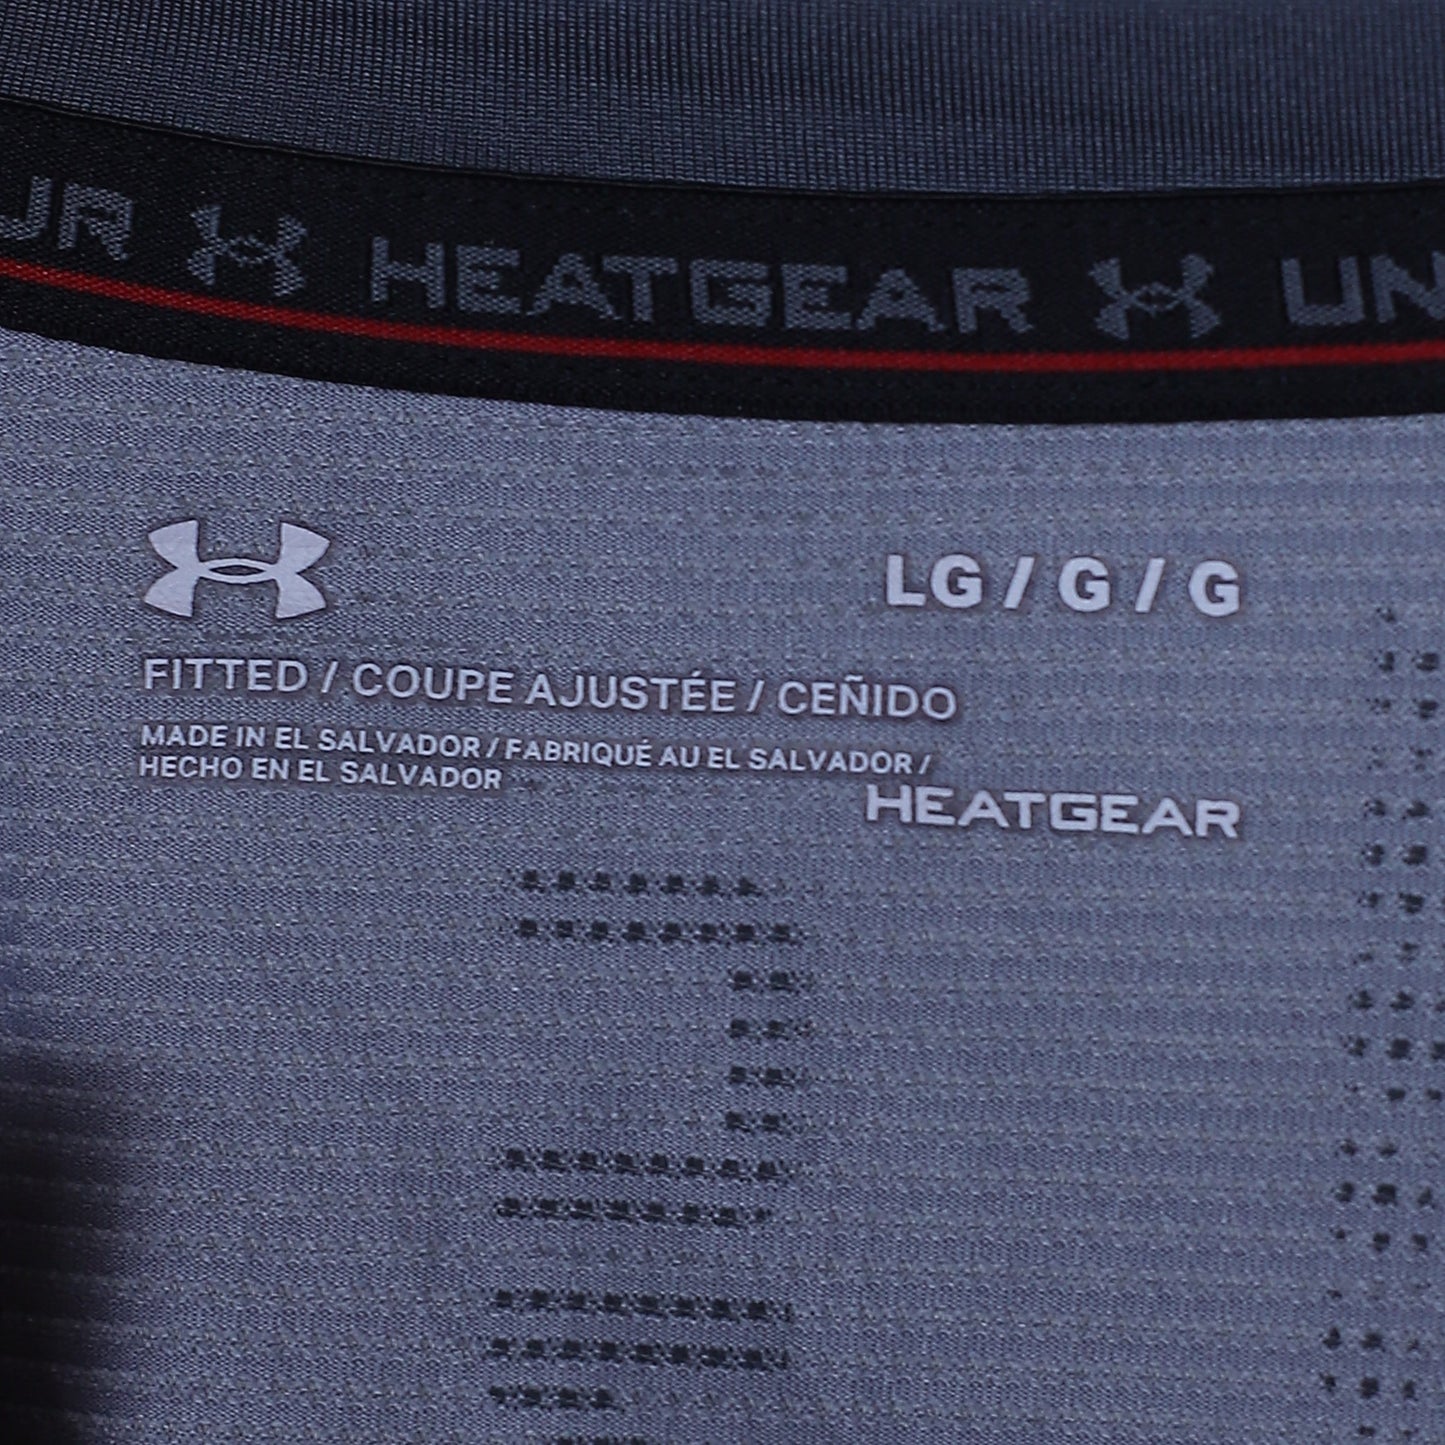 UR HEATGEAR UN
LG / G / G
FITTED / COUPE AJUSTÉE / CEÑIDO
MADE IN EL SALVADOR / FABRIQUÉ AU EL SALVADOR /
HECHO EN EL SALVADOR
HEATGEAR